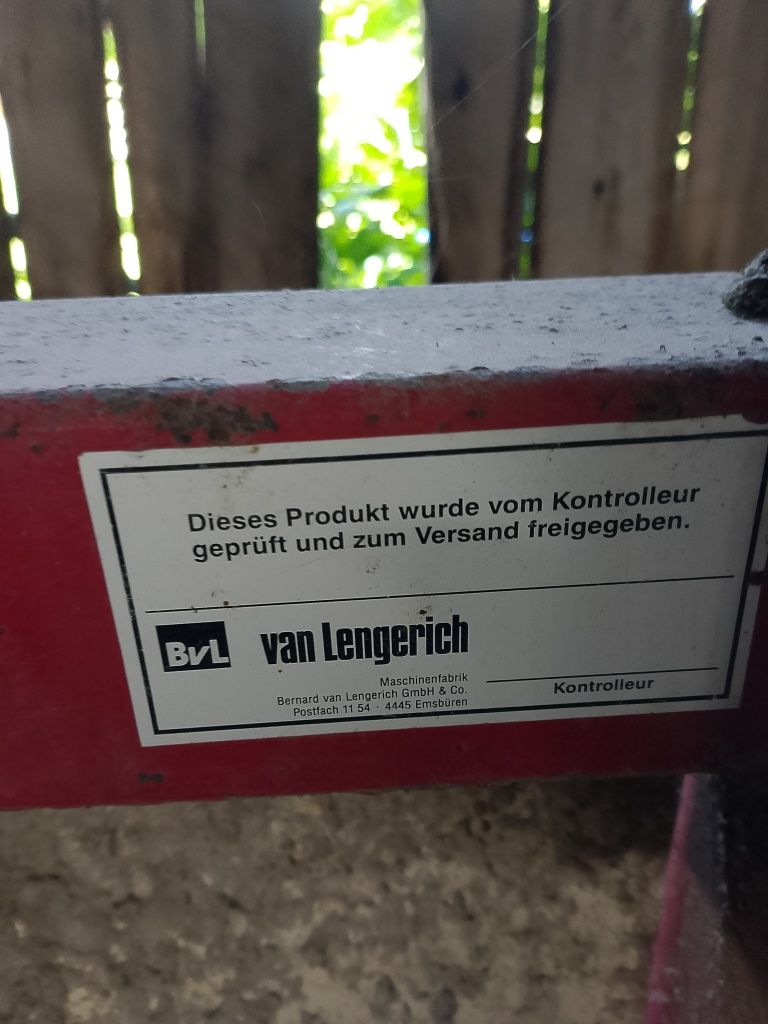 Dieses Produkt wurde vom Kontrolleur
geprüft und zum Versand freigegeben.
BvL van Lengerich
Maschinenfabrik
Bernard van Lengerich GmbH & Co.
Postfach 11 54 · 4445 Emsbüren
Kontrolleur